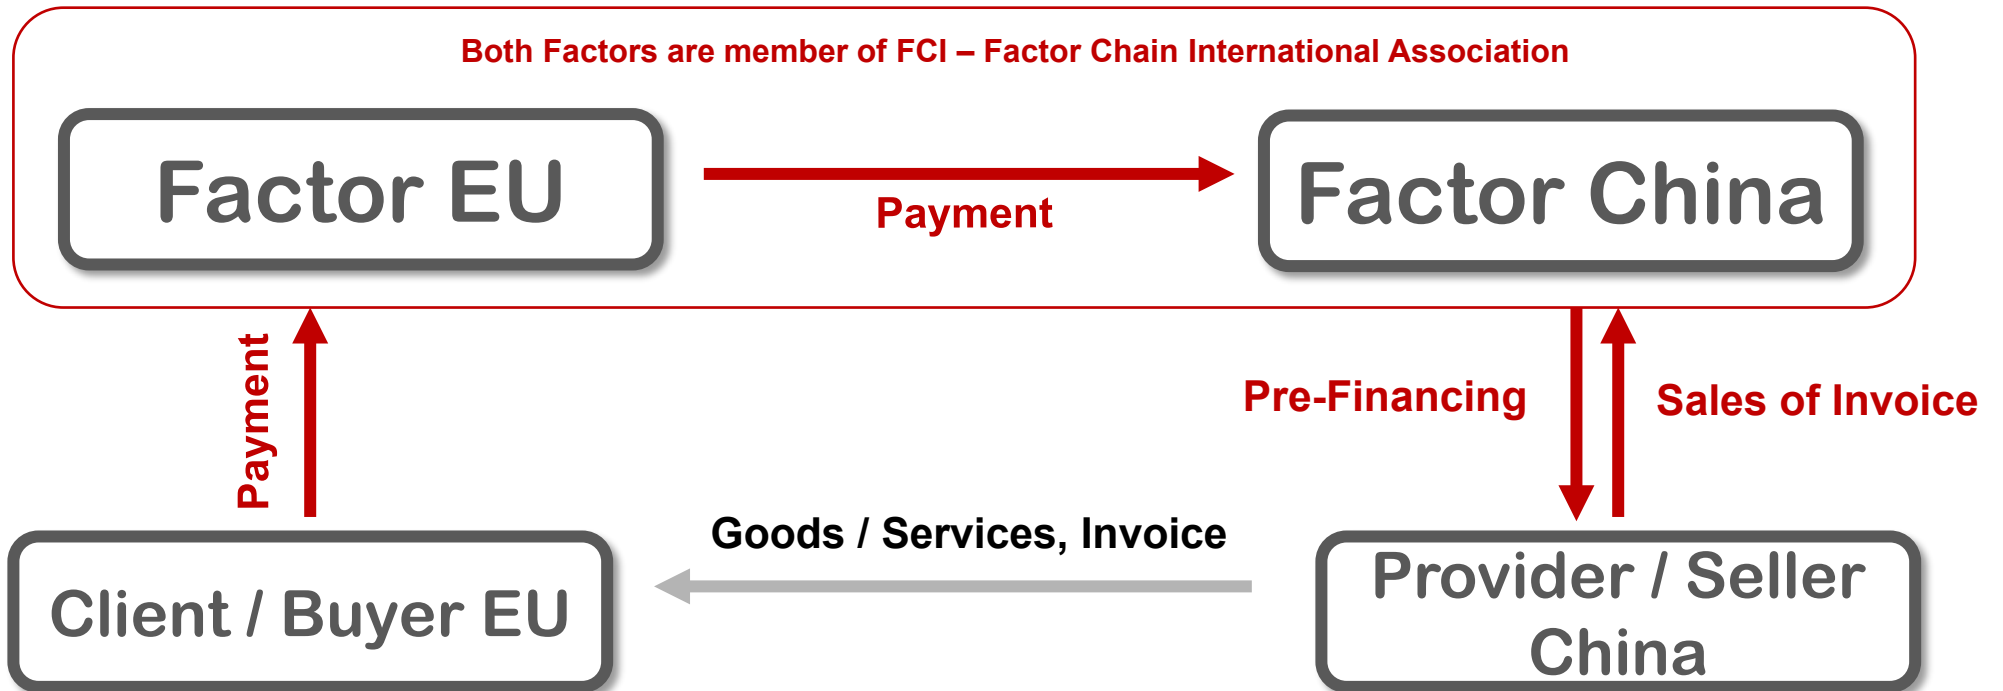 Both Factors are member of FCI – Factor Chain International Association
Factor EU
Payment
Factor China
Payment
Pre-Financing
Sales of Invoice
Goods / Services, Invoice
Client / Buyer EU
Provider / Seller
China